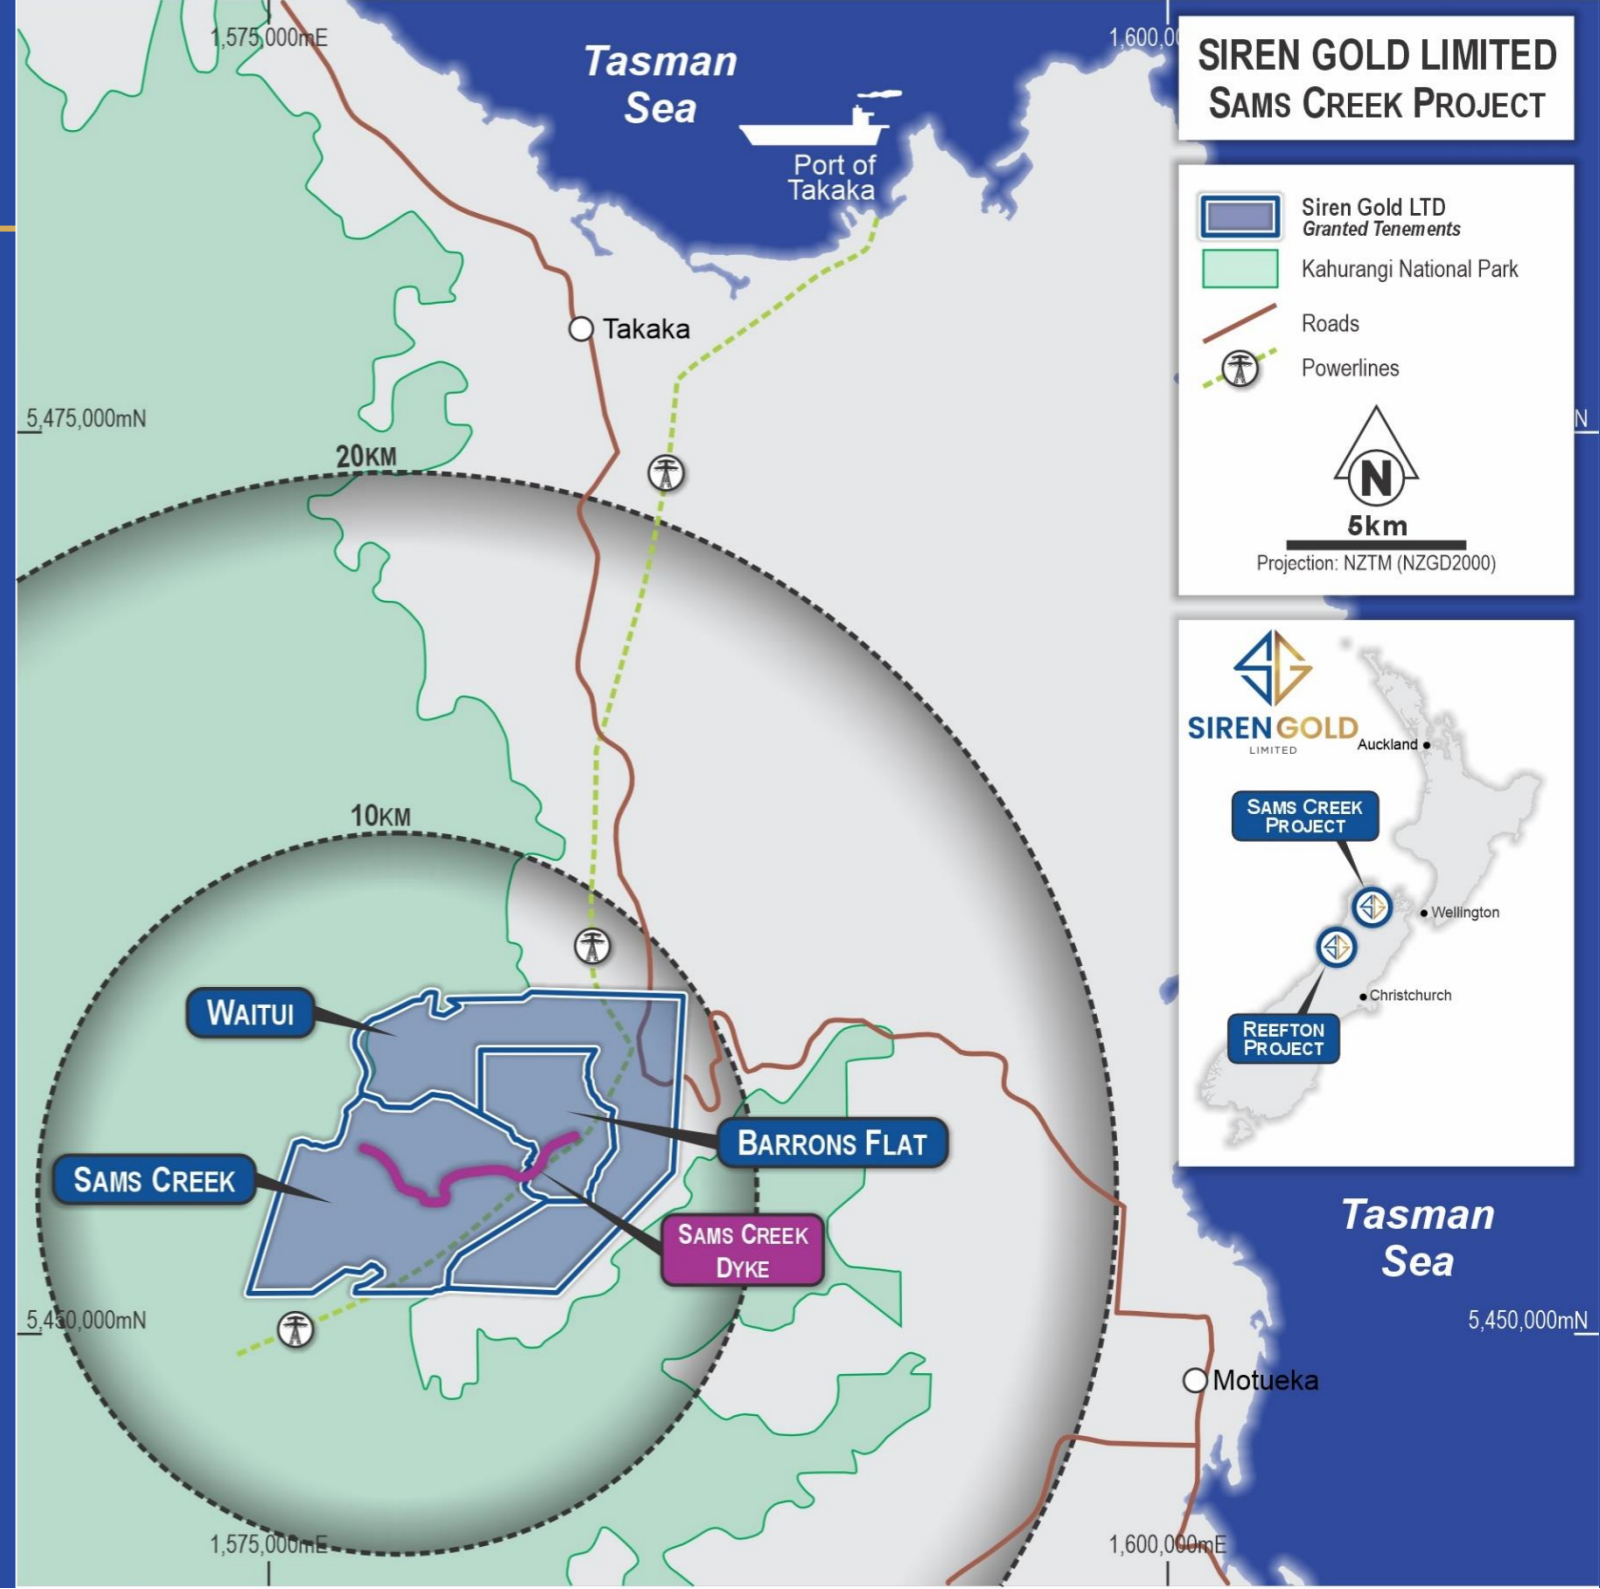 1,575,000mE
1,600,0
Tasman
Sea
Port of
Takaka
SIREN GOLD LIMITED
SAMS CREEK PROJECT
Siren Gold LTD
Granted Tenements
Kahurangi National Park
Roads
Powerlines
N
5km
Projection: NZTM (NZGD2000)
Takaka
5,475,000mN
N
20KM
SIREN GOLD
LIMITED
Auckland
SAMS CREEK
PROJECT
Wellington
Christchurch
REEFTON
PROJECT
10KM
WAITUI
BARRONS FLAT
SAMS CREEK
SAMS CREEK
DYKE
Tasman
Sea
5,450,000mN
5,450,000mN
Motueka
1,575,000mE
1,600,000mE